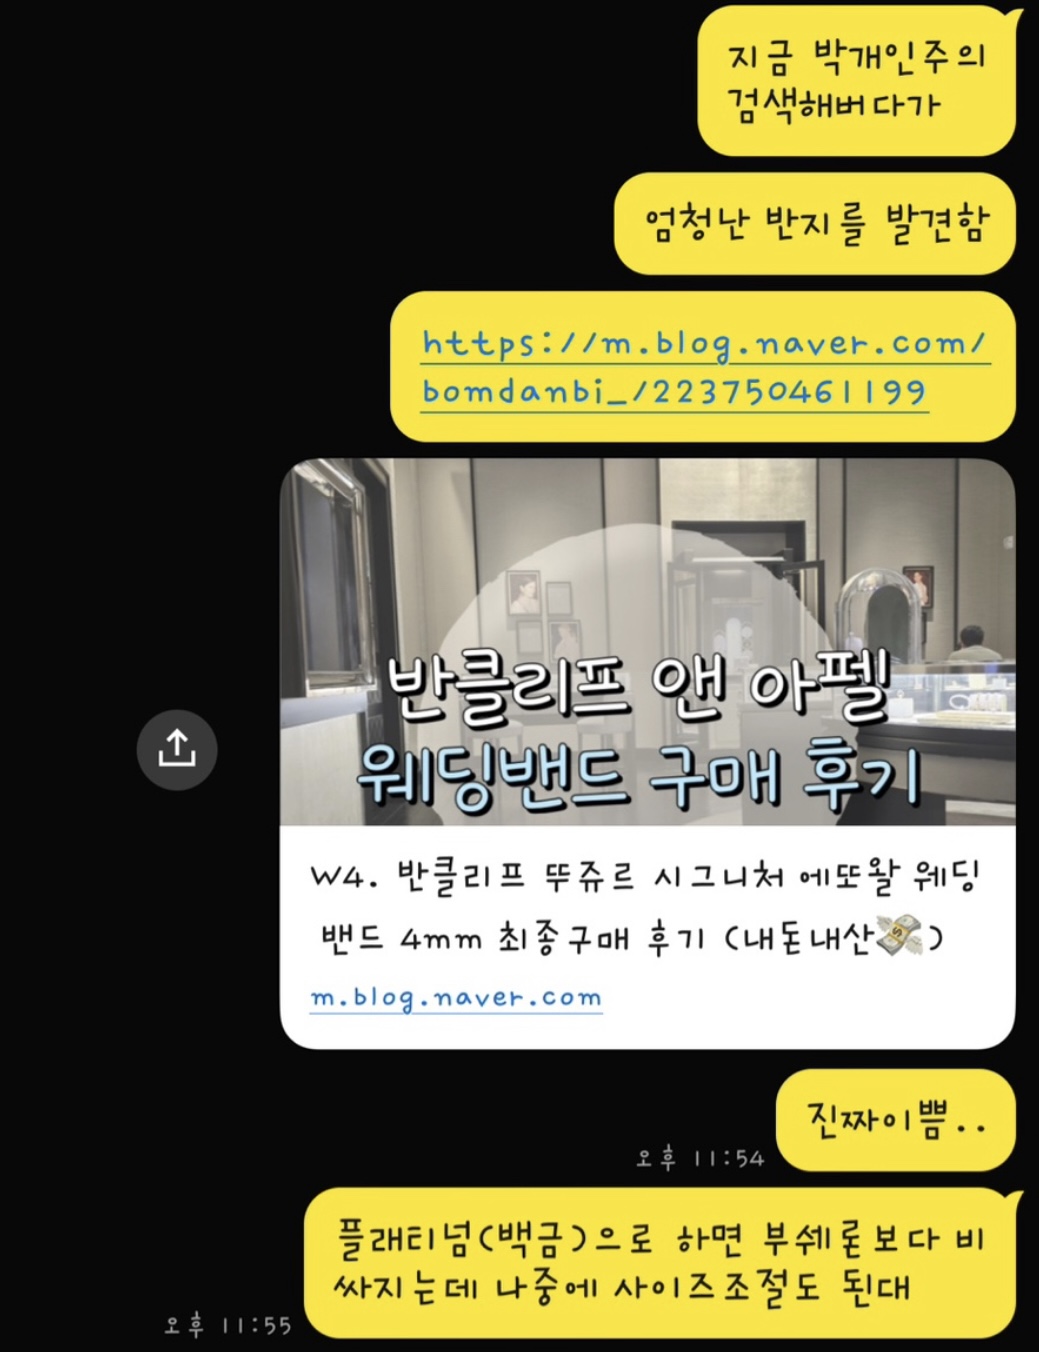 지금 박개인주의
검색해버다가
엄청난 반지를 발견함
https://m.blog.naver.com/
bomdanbi_/223750461199
반클리프 앤 아펠
웨딩밴드 구매 후기
W4. 반클리프 뚜쥬르 시그니처 에또왈 웨딩
밴드 4mm 최종구매 후기 (내돈내산💸)
m.blog.naver.com
진짜이쁨..
오후 11:54
플래티넘(백금)으로 하면 부쉐론보다 비
싸지는데 나중에 사이즈조절도 된대
오후 11:55